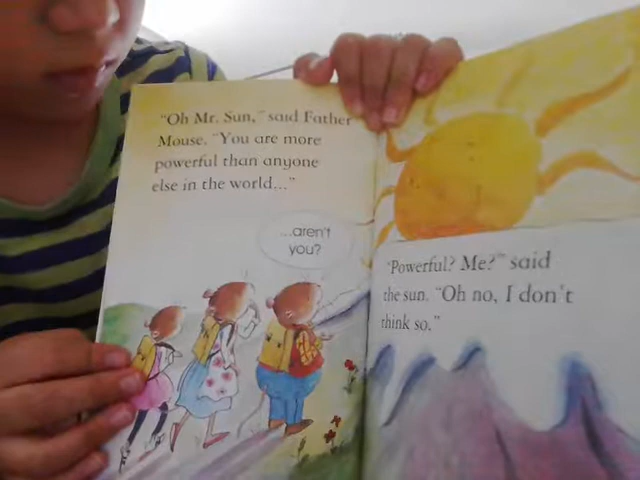 "Oh Mr. Sun," said Father
Mouse. "You are more
powerful than anyone
else in the world..."
...aren't
you?
"Powerful? Me?" said
the sun. "Oh no, I don't
think so."